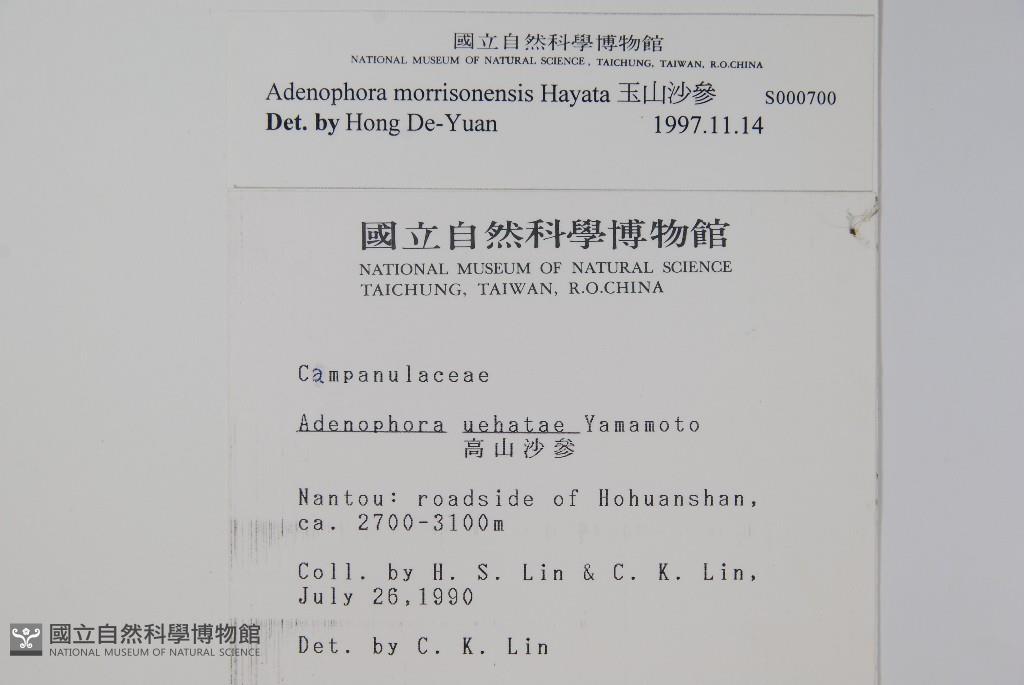 國立自然科學博物館
NATIONAL MUSEUM OF NATURAL SCIENCE, TAICHUNG, TAIWAN, R.O.CHINA
Adenophora morrisonensis Hayata 玉山沙參 S000700
Det. by Hong De-Yuan 1997.11.14
國立自然科學博物館
NATIONAL MUSEUM OF NATURAL SCIENCE
TAICHUNG, TAIWAN, R.O.CHINA
Campanulaceae
Adenophora uehatae Yamamoto
高山沙參
Nantou: roadside of Hohuanshan,
ca. 2700-3100m
Coll. by H. S. Lin & C. K. Lin,
July 26,1990
Det. by C. K. Lin
國立自然科學博物館
NATIONAL MUSEUM OF NATURAL SCIENCE